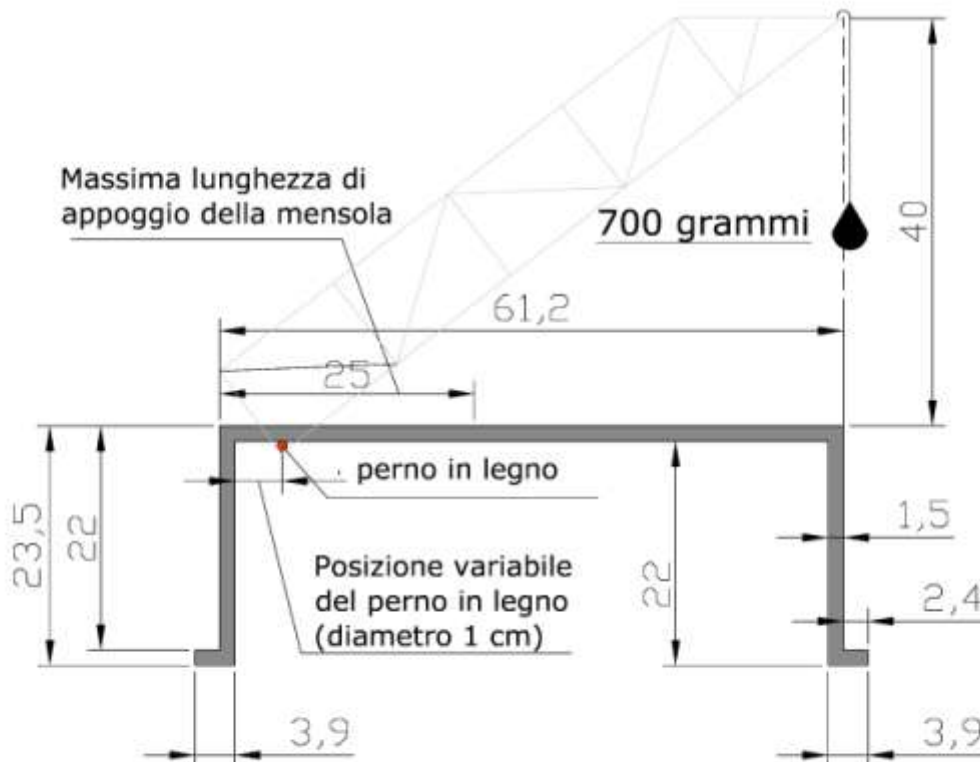 Massima lunghezza di
appoggio della mensola
700 grammi
40
61,2
25
perno in legno
23,5
22
22
1,5
Posizione variabile
del perno in legno
(diametro 1 cm)
2,4
3,9
3,9